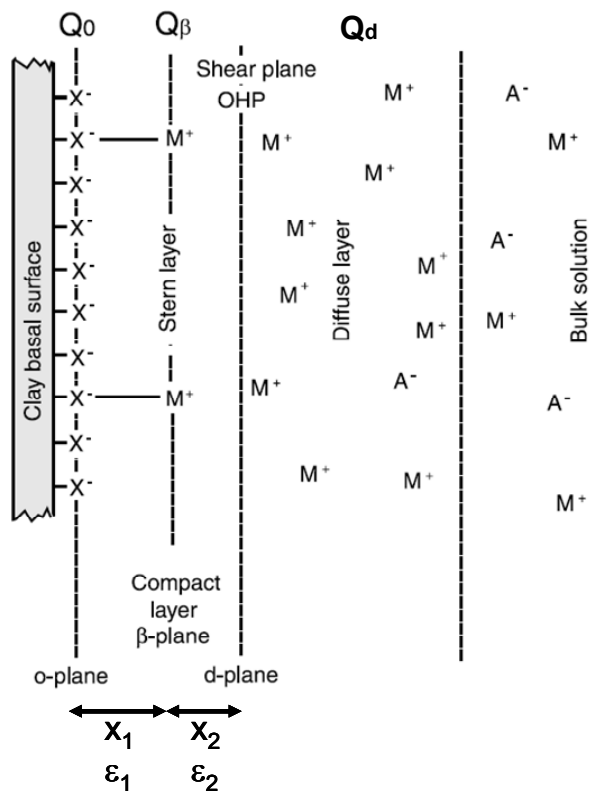 Q₀ Qᵦ Q_d
Shear plane
OHP
X⁻ M⁺ A⁻
X⁻ M⁺ M⁺ M⁺
X⁻ M⁺
X⁻ M⁺ A⁻
X⁻ M⁺
X⁻ M⁺ M⁺ M⁺
X⁻
X⁻ M⁺ M⁺ A⁻ A⁻
X⁻
X⁻ M⁺ M⁺ M⁺
Clay basal surface
Stern layer
Diffuse layer
Bulk solution
Compact
layer
β-plane
o-plane d-plane
x₁ x₂
ε₁ ε₂